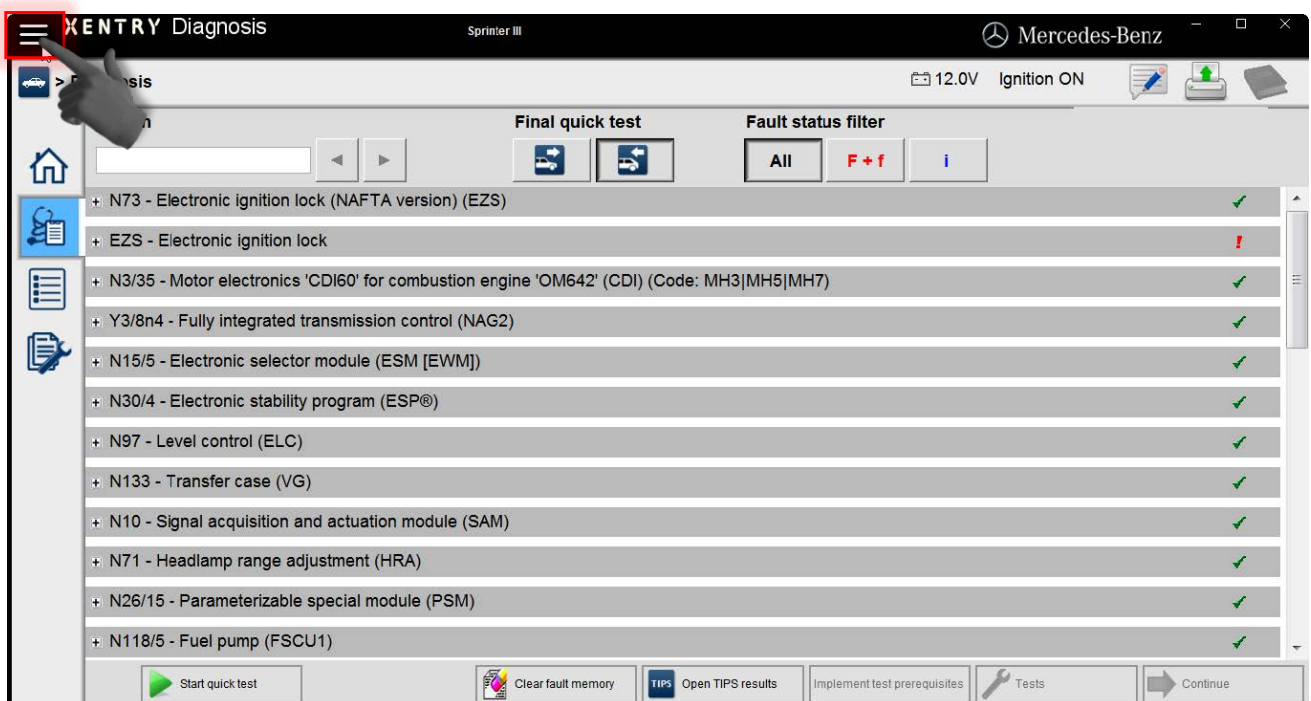 XENTRY Diagnosis
Sprinter III
Mercedes-Benz
12.0V
Ignition ON
Final quick test
Fault status filter
All
F + f
i
N73 - Electronic ignition lock (NAFTA version) (EZS)
EZS - Electronic ignition lock
N3/35 - Motor electronics 'CDI60' for combustion engine 'OM642' (CDI) (Code: MH3|MH5|MH7)
Y3/8n4 - Fully integrated transmission control (NAG2)
N15/5 - Electronic selector module (ESM [EWM])
N30/4 - Electronic stability program (ESP®)
N97 - Level control (ELC)
N133 - Transfer case (VG)
N10 - Signal acquisition and actuation module (SAM)
N71 - Headlamp range adjustment (HRA)
N26/15 - Parameterizable special module (PSM)
N118/5 - Fuel pump (FSCU1)
Start quick test
Clear fault memory
TIPS
Open TIPS results
Implement test prerequisites
Tests
Continue